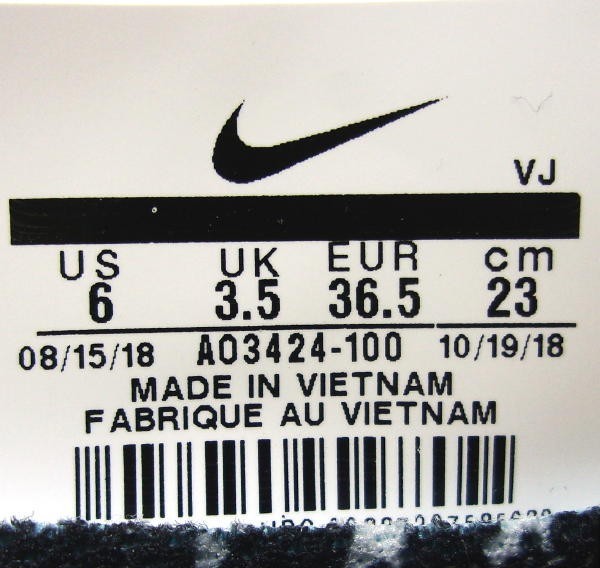 VJ
US UK EUR cm
6 3.5 36.5 23
08/15/18 AO3424-100 10/19/18
MADE IN VIETNAM
FABRIQUE AU VIETNAM